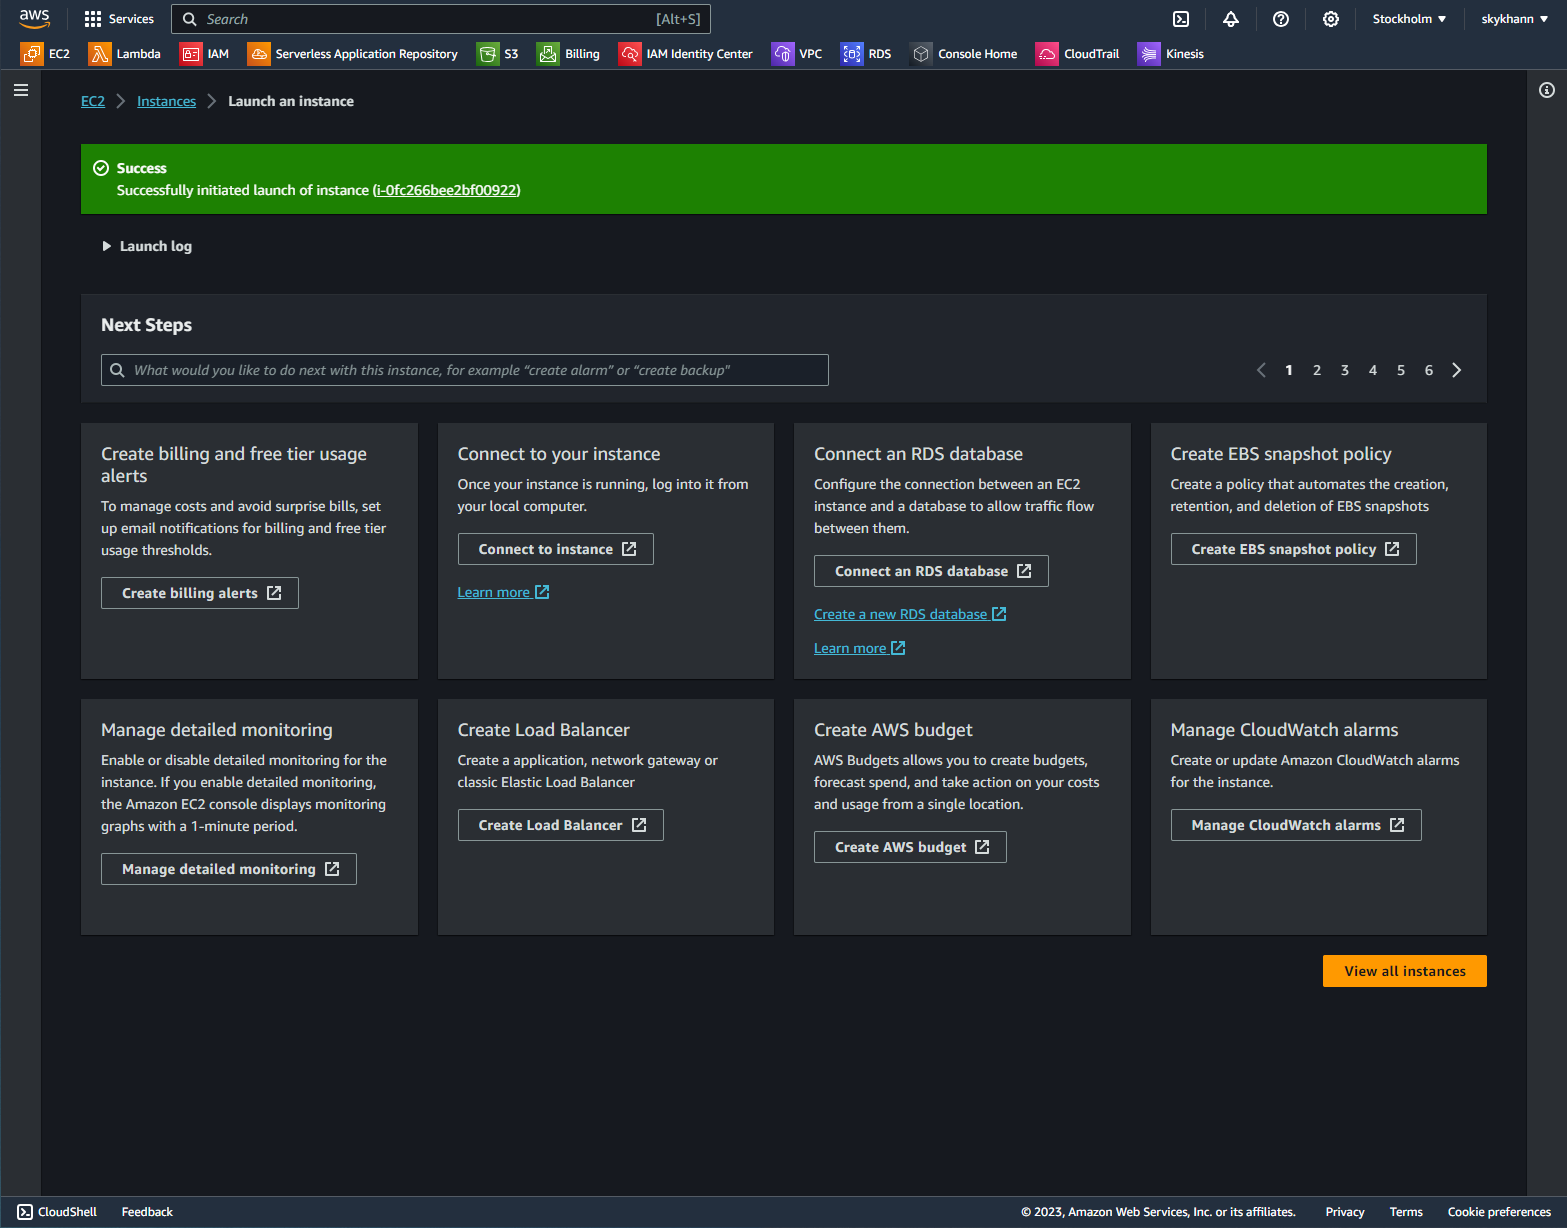 aws
Services
Search
[Alt+S]
Stockholm ▼
skykhann ▼
EC2
Lambda
IAM
Serverless Application Repository
S3
Billing
IAM Identity Center
VPC
RDS
Console Home
CloudTrail
Kinesis
EC2
Instances
Launch an instance
Success
Successfully initiated launch of instance (i-0fc266bee2bf00922)
Launch log
Next Steps
What would you like to do next with this instance, for example “create alarm” or “create backup”
1 2 3 4 5 6
Create billing and free tier usage
alerts
To manage costs and avoid surprise bills, set
up email notifications for billing and free tier
usage thresholds.
Create billing alerts
Connect to your instance
Once your instance is running, log into it from
your local computer.
Connect to instance
Learn more
Connect an RDS database
Configure the connection between an EC2
instance and a database to allow traffic flow
between them.
Connect an RDS database
Create a new RDS database
Learn more
Create EBS snapshot policy
Create a policy that automates the creation,
retention, and deletion of EBS snapshots
Create EBS snapshot policy
Manage detailed monitoring
Enable or disable detailed monitoring for the
instance. If you enable detailed monitoring,
the Amazon EC2 console displays monitoring
graphs with a 1-minute period.
Manage detailed monitoring
Create Load Balancer
Create a application, network gateway or
classic Elastic Load Balancer
Create Load Balancer
Create AWS budget
AWS Budgets allows you to create budgets,
forecast spend, and take action on your costs
and usage from a single location.
Create AWS budget
Manage CloudWatch alarms
Create or update Amazon CloudWatch alarms
for the instance.
Manage CloudWatch alarms
View all instances
CloudShell
Feedback
© 2023, Amazon Web Services, Inc. or its affiliates.
Privacy
Terms
Cookie preferences